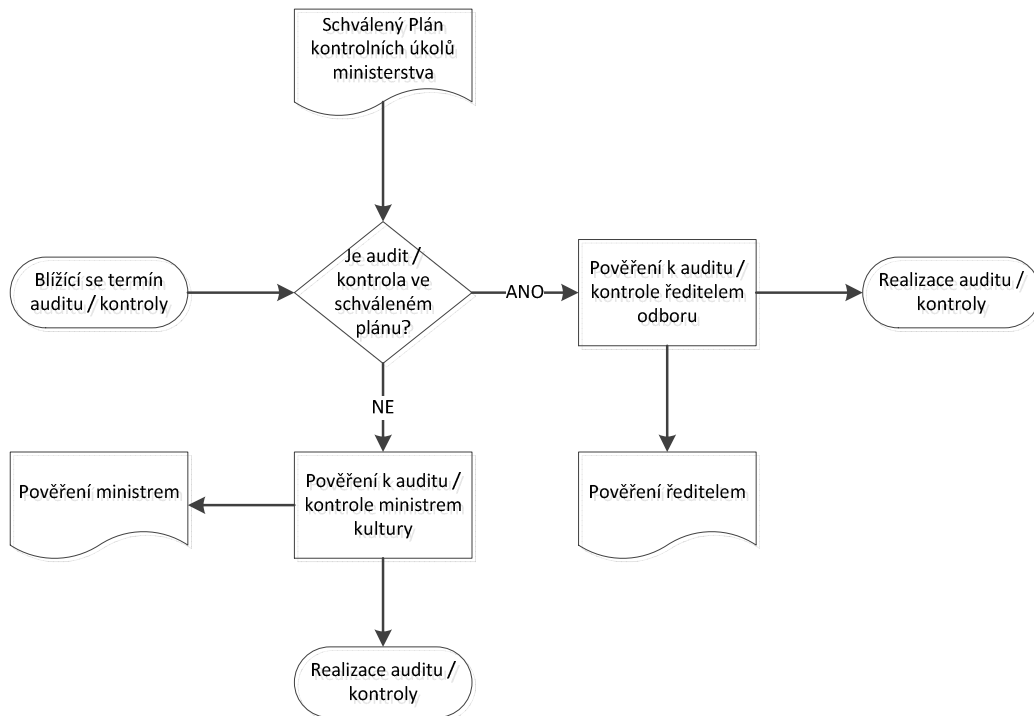 Schválený Plán
kontrolních úkolů
ministerstva
Blížící se termín
auditu / kontroly
Je audit /
kontrola ve
schváleném
plánu?
ANO
Pověření k auditu /
kontrole ředitelem
odboru
Realizace auditu /
kontroly
NE
Pověření ministrem
Pověření k auditu /
kontrole ministrem
kultury
Pověření ředitelem
Realizace auditu /
kontroly